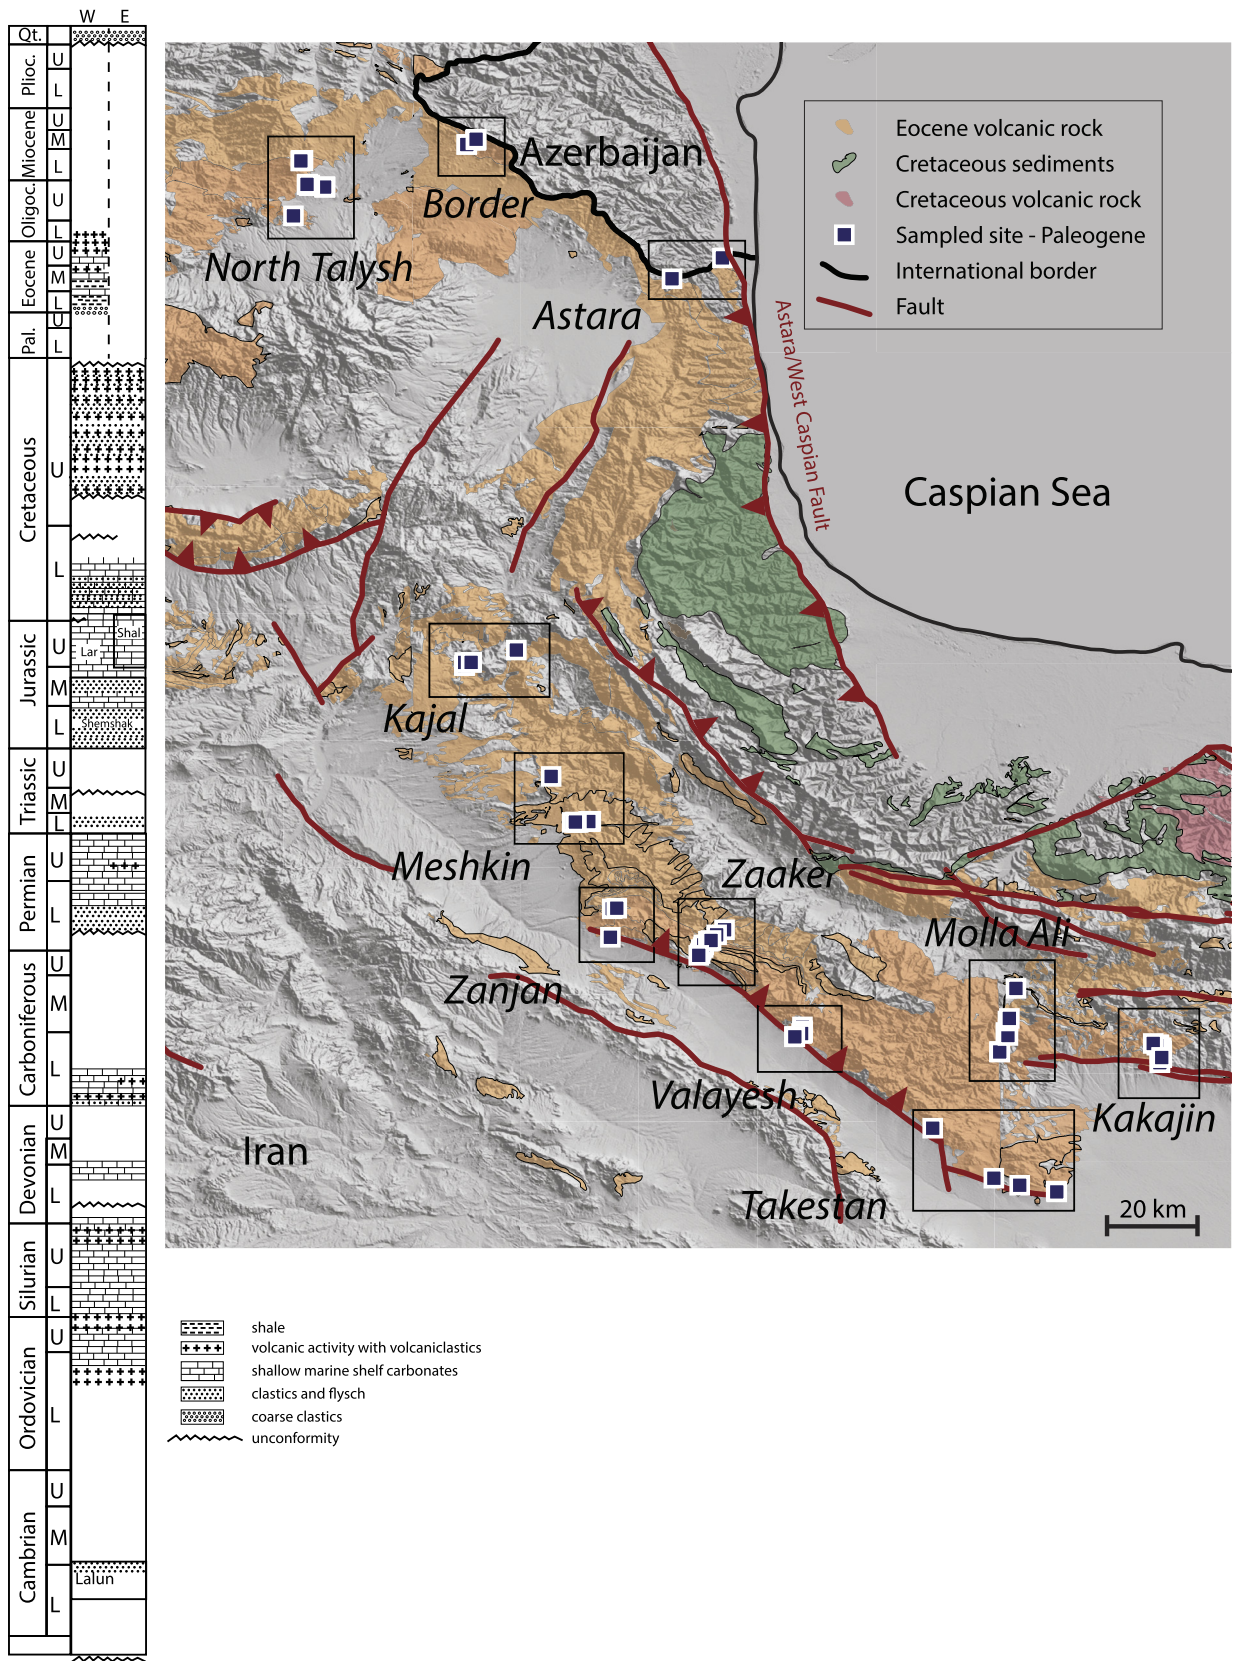 W E
Qt.
Plioc.
U
L
Miocene
U
M
L
Oligoc.
U
L
Eocene
U
M
L
Pal.
U
L
Cretaceous
U
L
Jurassic
U
M
L
Shal
Lar
Shemshak
Triassic
U
M
L
Permian
U
L
Carboniferous
U
M
L
Devonian
U
M
L
Silurian
U
L
Ordovician
U
L
Cambrian
U
M
L
Lalun
Azerbaijan
Border
North Talysh
Astara
Astara/West Caspian Fault
Caspian Sea
Kajal
Meshkin
Zaaker
Molla Ali
Zanjan
Valayesh
Kakajin
Iran
Takestan
20 km
Eocene volcanic rock
Cretaceous sediments
Cretaceous volcanic rock
Sampled site - Paleogene
International border
Fault
shale
volcanic activity with volcaniclastics
shallow marine shelf carbonates
clastics and flysch
coarse clastics
unconformity